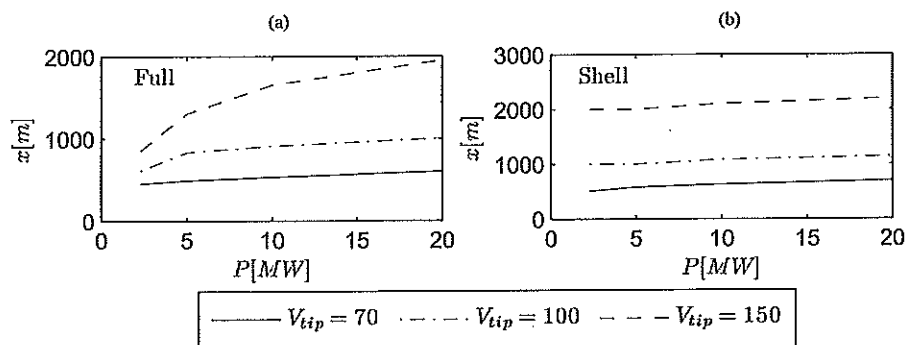 (a)
(b)
2000
1000
0
x[m]
Full
0
5
10
15
20
P[MW]
3000
2000
1000
0
x[m]
Shell
0
5
10
15
20
P[MW]
V_tip = 70
V_tip = 100
V_tip = 150